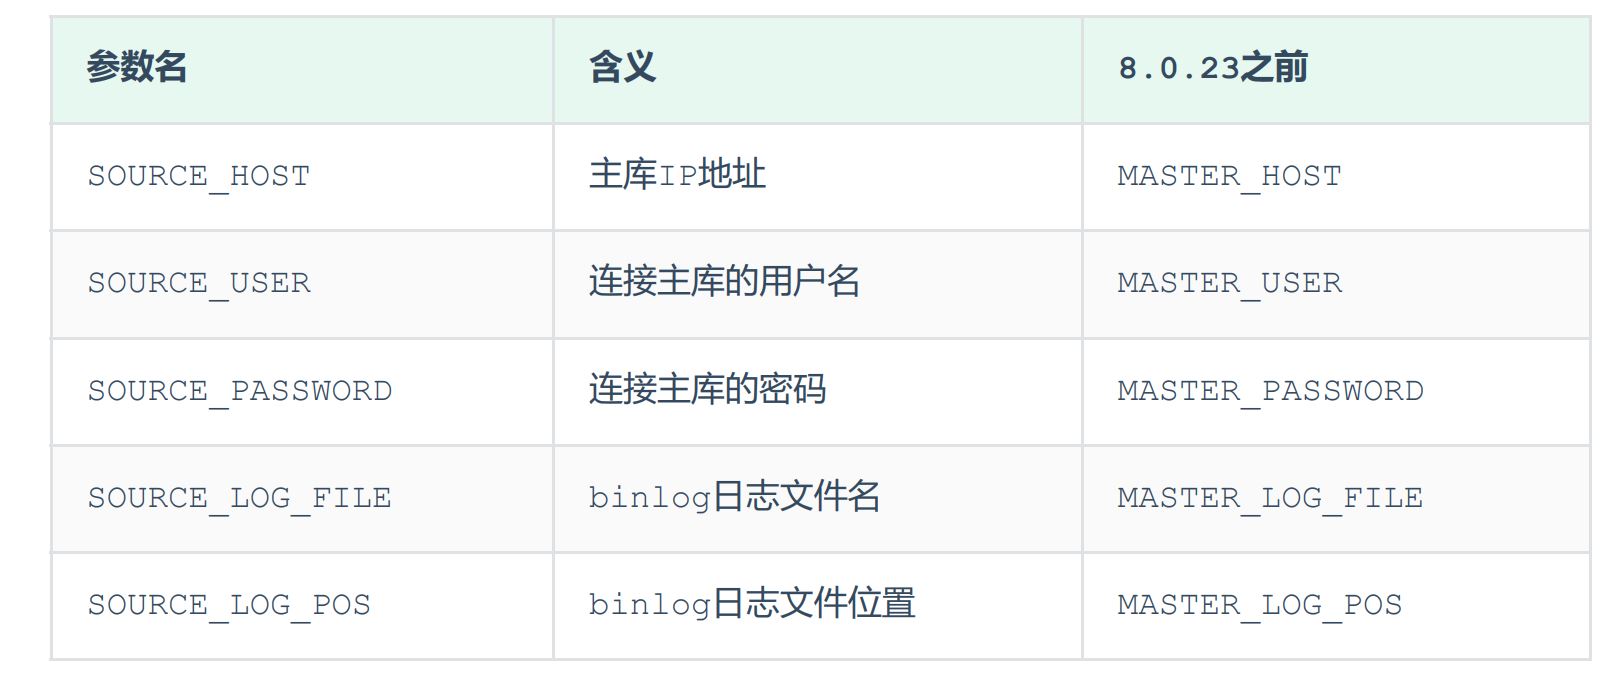 参数名 含义 8.0.23之前
SOURCE_HOST 主库IP地址 MASTER_HOST
SOURCE_USER 连接主库的用户名 MASTER_USER
SOURCE_PASSWORD 连接主库的密码 MASTER_PASSWORD
SOURCE_LOG_FILE binlog日志文件名 MASTER_LOG_FILE
SOURCE_LOG_POS binlog日志文件位置 MASTER_LOG_POS